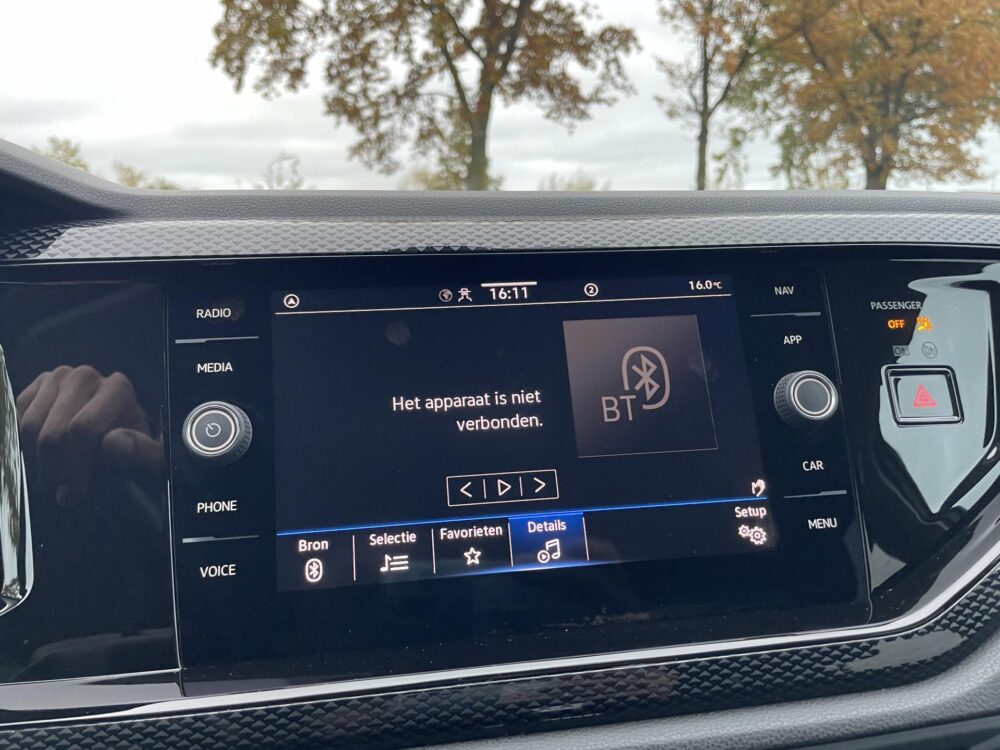 RADIO
MEDIA
PHONE
VOICE
16:11
2
16.0°C
Het apparaat is niet
verbonden.
BT
Bron
Selectie
Favorieten
Details
Setup
NAV
APP
CAR
MENU
PASSENGER
OFF